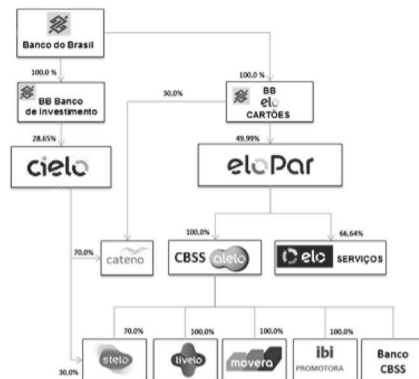 Banco do Brasil
100,0 %
100,0 %
BB Banco
de Investimento
BB
elo
CARTÕES
30,0%
28.65%
49.99%
cielo
eloPar
100,0%
66,64%
70.0%
cateno
CBSS alelo
elo SERVIÇOS
70.0%
100.0%
100.0%
100.0%
30,0%
stelo
livelo
movera
ibi
PROMOTORA
Banco
CBSS